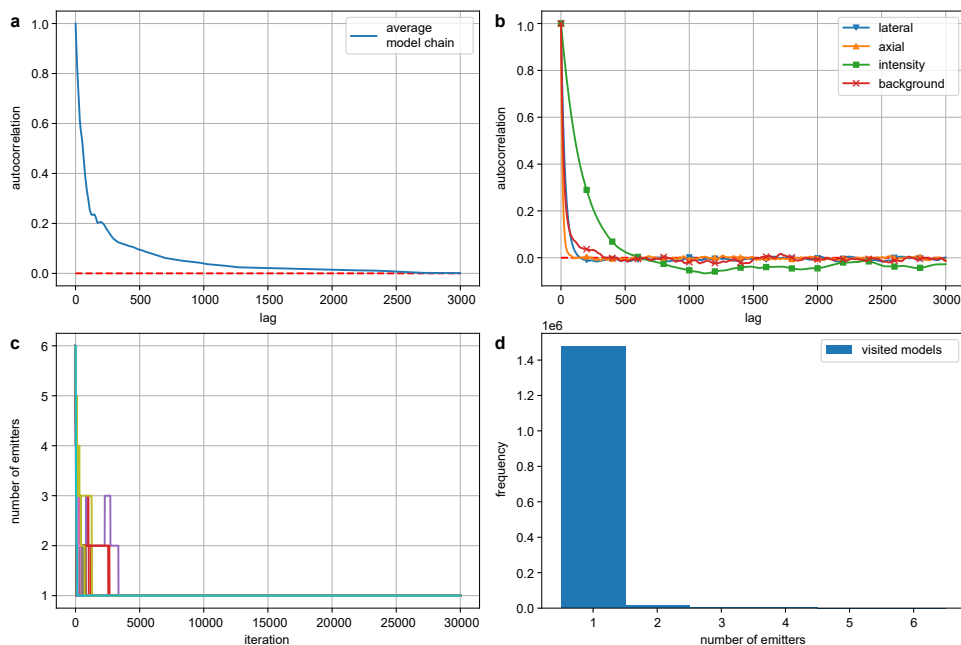 a
1.0
0.8
0.6
0.4
0.2
0.0
autocorrelation
average
model chain
0
500
1000
1500
2000
2500
3000
lag
b
1.0
0.8
0.6
0.4
0.2
0.0
autocorrelation
lateral
axial
intensity
background
0
500
1000
1500
2000
2500
3000
lag
c
6
5
4
3
2
1
number of emitters
0
5000
10000
15000
20000
25000
30000
iteration
d
1e6
1.4
1.2
1.0
0.8
0.6
0.4
0.2
0.0
frequency
visited models
1
2
3
4
5
6
number of emitters